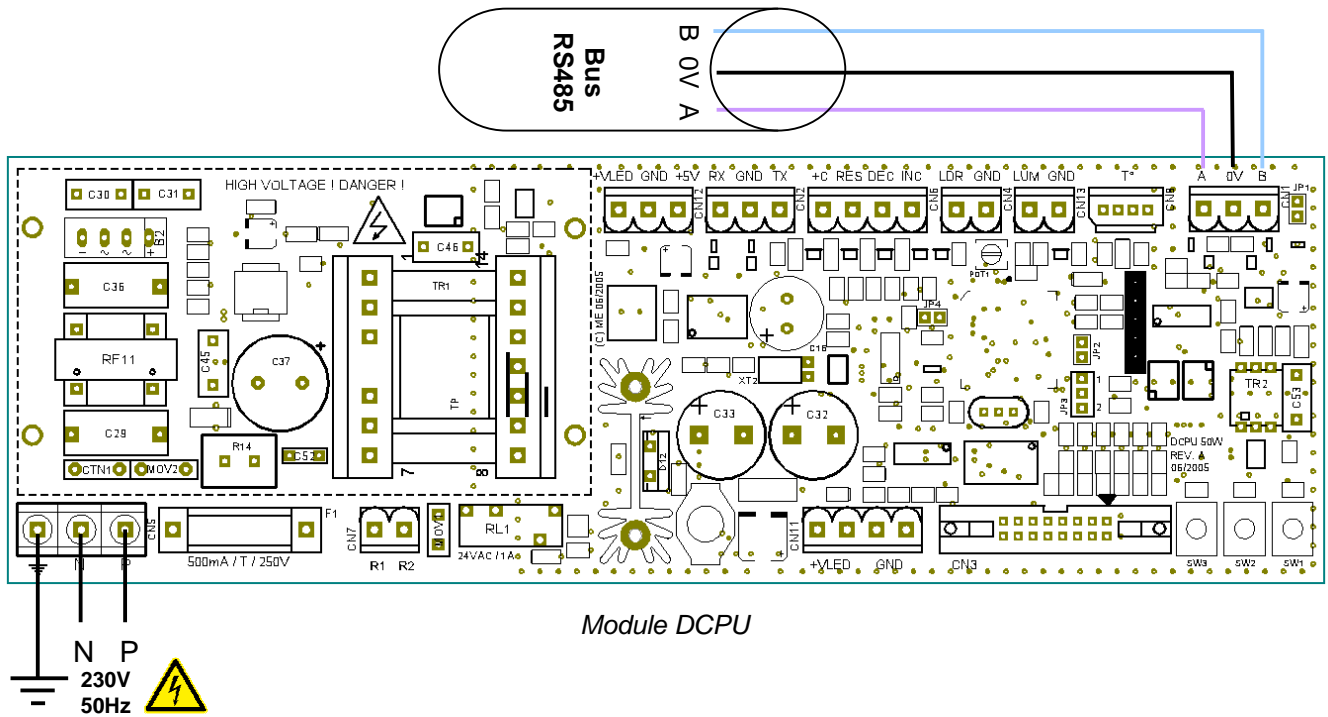 Bus
RS485
B
0V
A
+VLED GND +5V
CN12
RX GND TX
CN2
+C RES DEC INC
CN6
LDR GND
CN4
LUM GND
CN13
T°
A 0V B
CN1
JP1
HIGH VOLTAGE ! DANGER !
C30
C31
B2
- ~ ~ +
C36
RF11
C45
C37
C29
CTN1
MOV2
R14
C52
C46
1
14
TR1
TP
7
8
(C) ME 06/2005
POT1
JP4
JP2
C16
XT2
C33
C32
D12
JP3
1
2
TR2
C53
DCPU 50W
REV. A
06/2005
CN5
N P
F1
500mA / T / 250V
CN7
R1 R2
MOV1
RL1
24VAC / 1A
CN11
+VLED GND
CN3
SW3
SW2
SW1
Module DCPU
N P
230V
50Hz